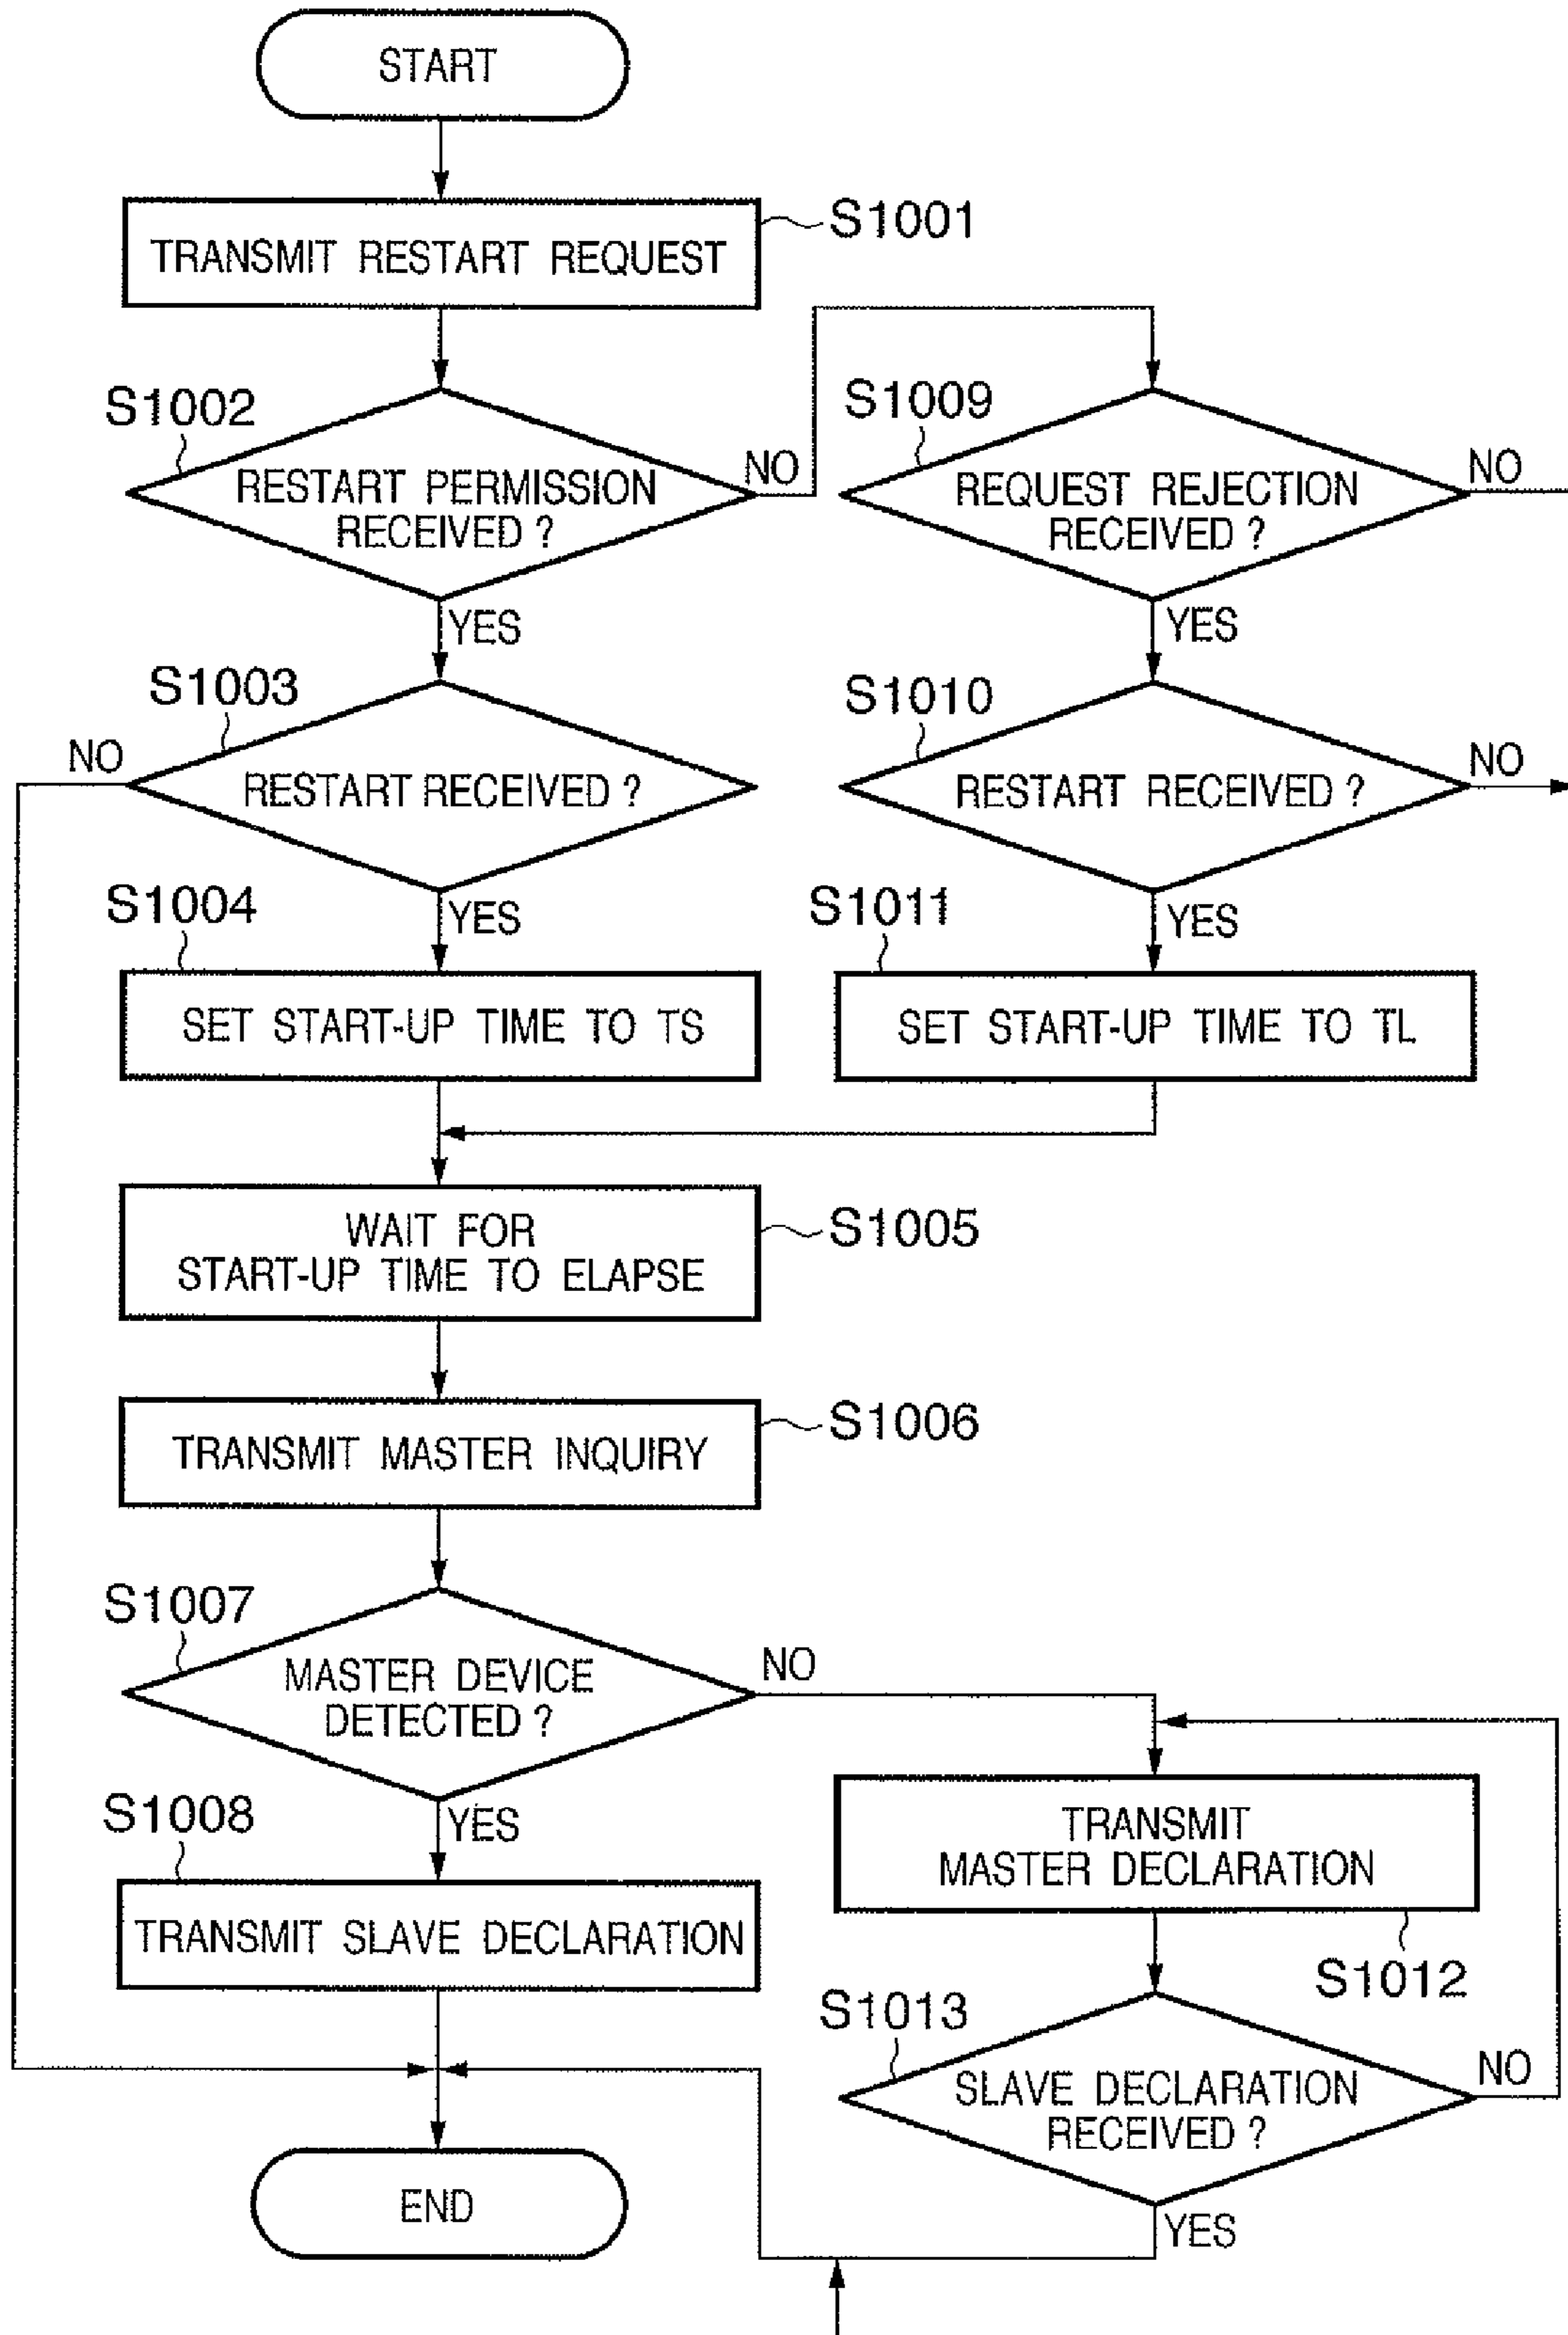 START
TRANSMIT RESTART REQUEST
S1001
S1002
RESTART PERMISSION
RECEIVED ?
NO
YES
S1009
REQUEST REJECTION
RECEIVED ?
NO
YES
S1003
RESTART RECEIVED ?
NO
YES
S1010
RESTART RECEIVED ?
NO
YES
S1004
SET START-UP TIME TO TS
S1011
SET START-UP TIME TO TL
WAIT FOR
START-UP TIME TO ELAPSE
S1005
TRANSMIT MASTER INQUIRY
S1006
S1007
MASTER DEVICE
DETECTED ?
NO
YES
S1008
TRANSMIT SLAVE DECLARATION
TRANSMIT
MASTER DECLARATION
S1012
S1013
SLAVE DECLARATION
RECEIVED ?
NO
YES
END